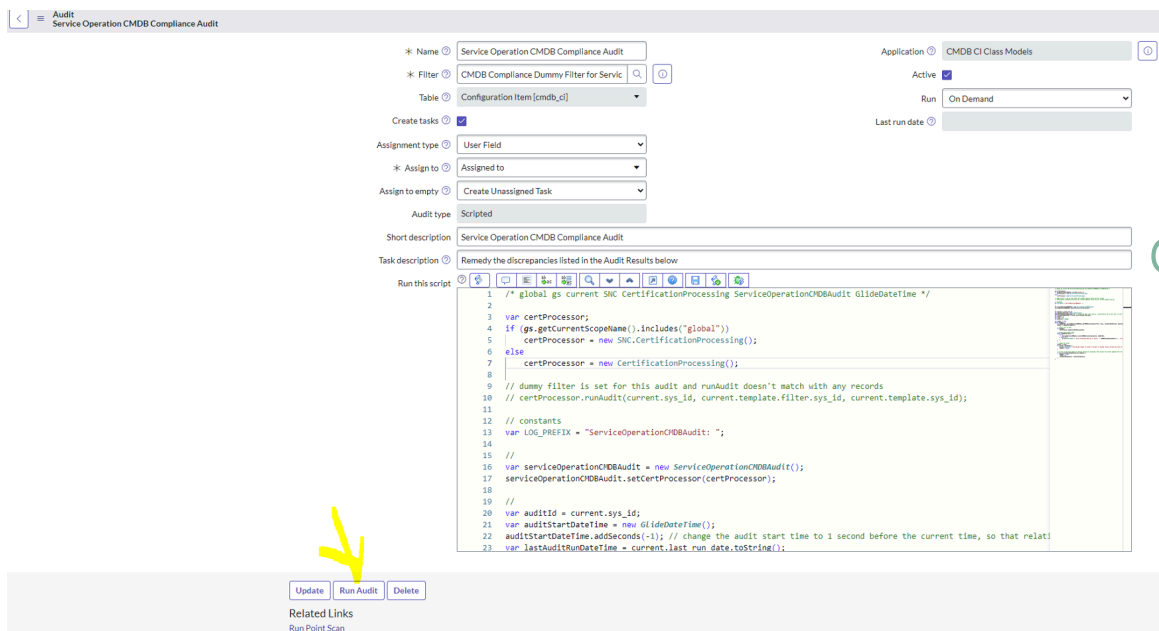 Audit
Service Operation CMDB Compliance Audit
Name Service Operation CMDB Compliance Audit
Application CMDB CI Class Models
Filter CMDB Compliance Dummy Filter for Servic
Active
Table Configuration Item [cmdb_ci]
Run On Demand
Create tasks
Last run date
Assignment type User Field
Assign to Assigned to
Assign to empty Create Unassigned Task
Audit type Scripted
Short description Service Operation CMDB Compliance Audit
Task description Remedy the discrepancies listed in the Audit Results below
Run this script
1 /* global gs current SNC CertificationProcessing ServiceOperationCMDBAudit GlideDateTime */
2
3 var certProcessor;
4 if (gs.getCurrentScopeName().includes("global"))
5 certProcessor = new SNC.CertificationProcessing();
6 else
7 certProcessor = new CertificationProcessing();
8
9 // dummy filter is set for this audit and runAudit doesn't match with any records
10 // certProcessor.runAudit(current.sys_id, current.template.filter.sys_id, current.template.sys_id);
11
12 // constants
13 var LOG_PREFIX = "ServiceOperationCMDBAudit: ";
14
15 //
16 var serviceOperationCMDBAudit = new ServiceOperationCMDBAudit();
17 serviceOperationCMDBAudit.setCertProcessor(certProcessor);
18
19 //
20 var auditId = current.sys_id;
21 var auditStartDateTime = new GlideDateTime();
22 auditStartDateTime.addSeconds(-1); // change the audit start time to 1 second before the current time, so that relati
23 var lastAuditRunDateTime = current.last_run_date.toString();
Update Run Audit Delete
Related Links
Run Point Scan